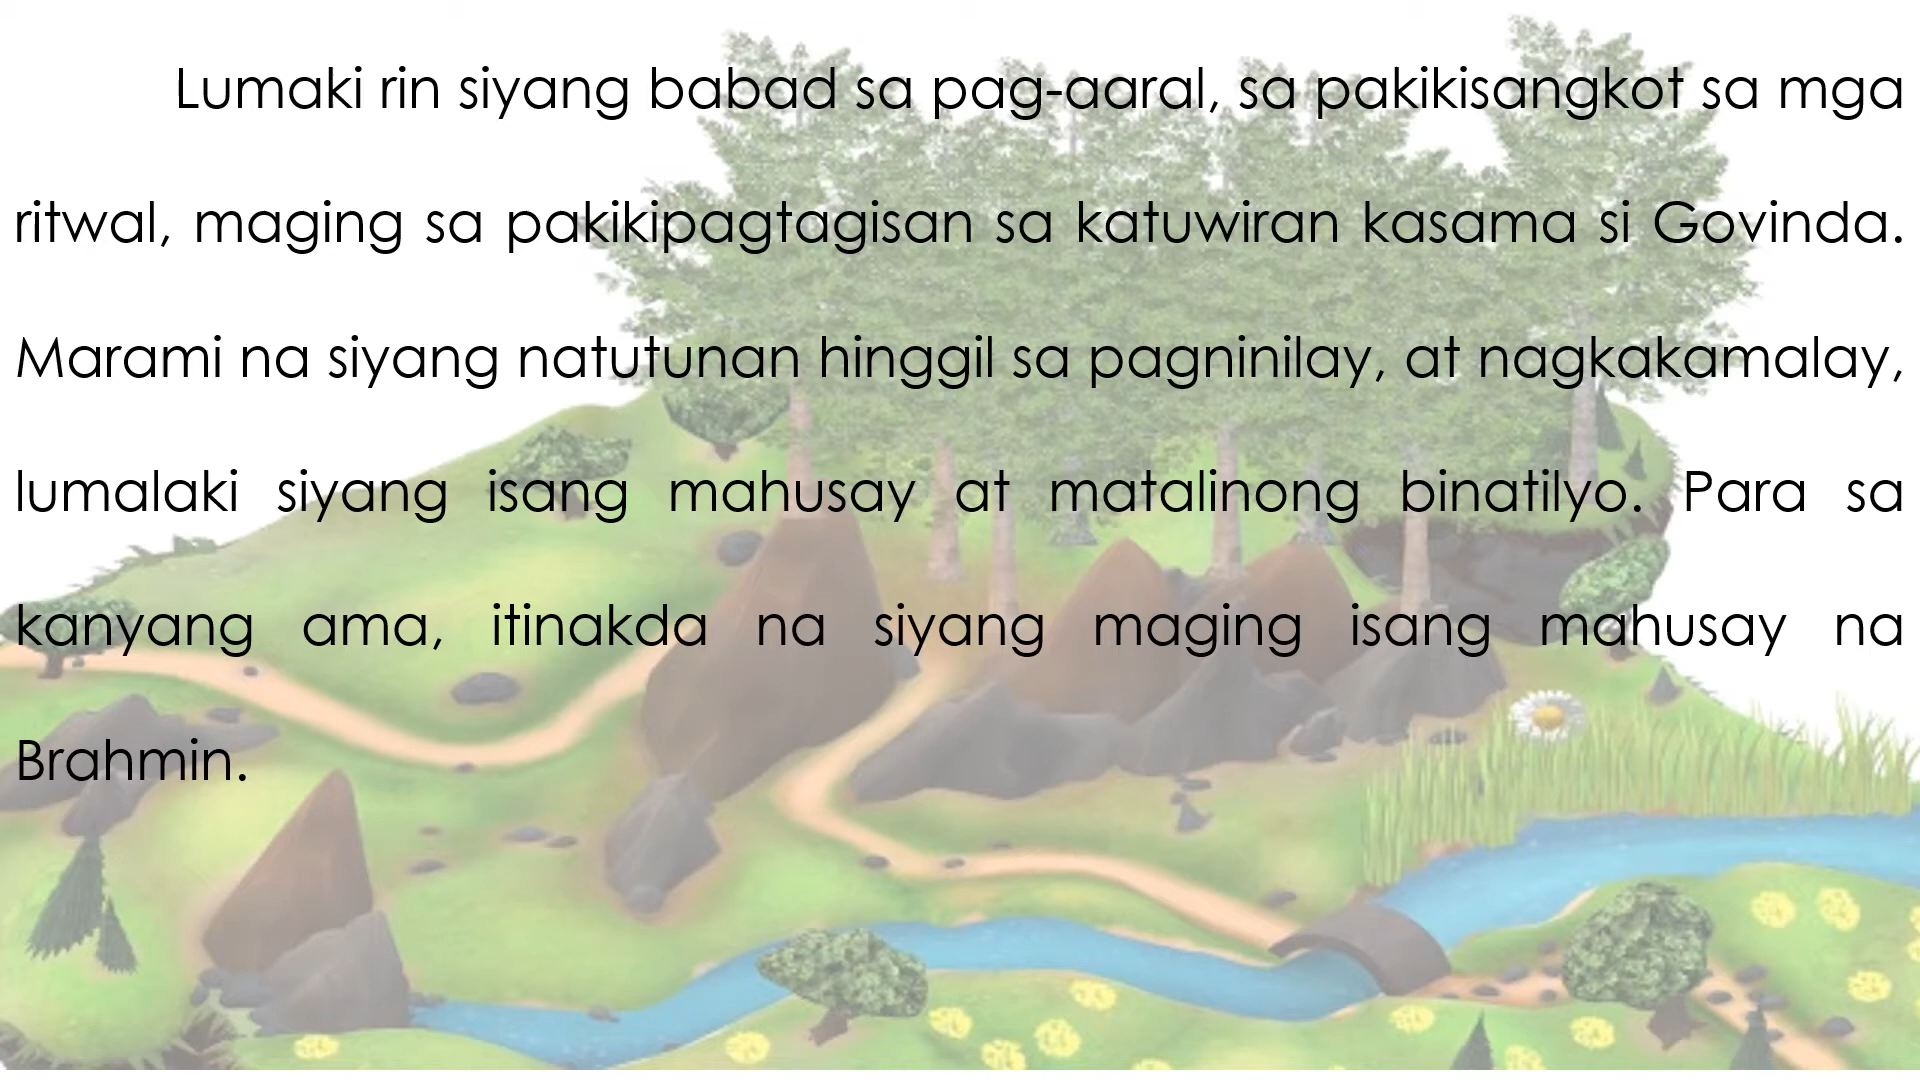 Lumaki rin siyang babad sa pag-aaral, sa pakikisangkot sa mga
ritwal, maging sa pakikipagtagisan sa katuwiran kasama si Govinda.
Marami na siyang natutunan hinggil sa pagninilay, at nagkakamalay,
lumalaki siyang isang mahusay at matalinong binatilyo. Para sa
kanyang ama, itinakda na siyang maging isang mahusay na
Brahmin.